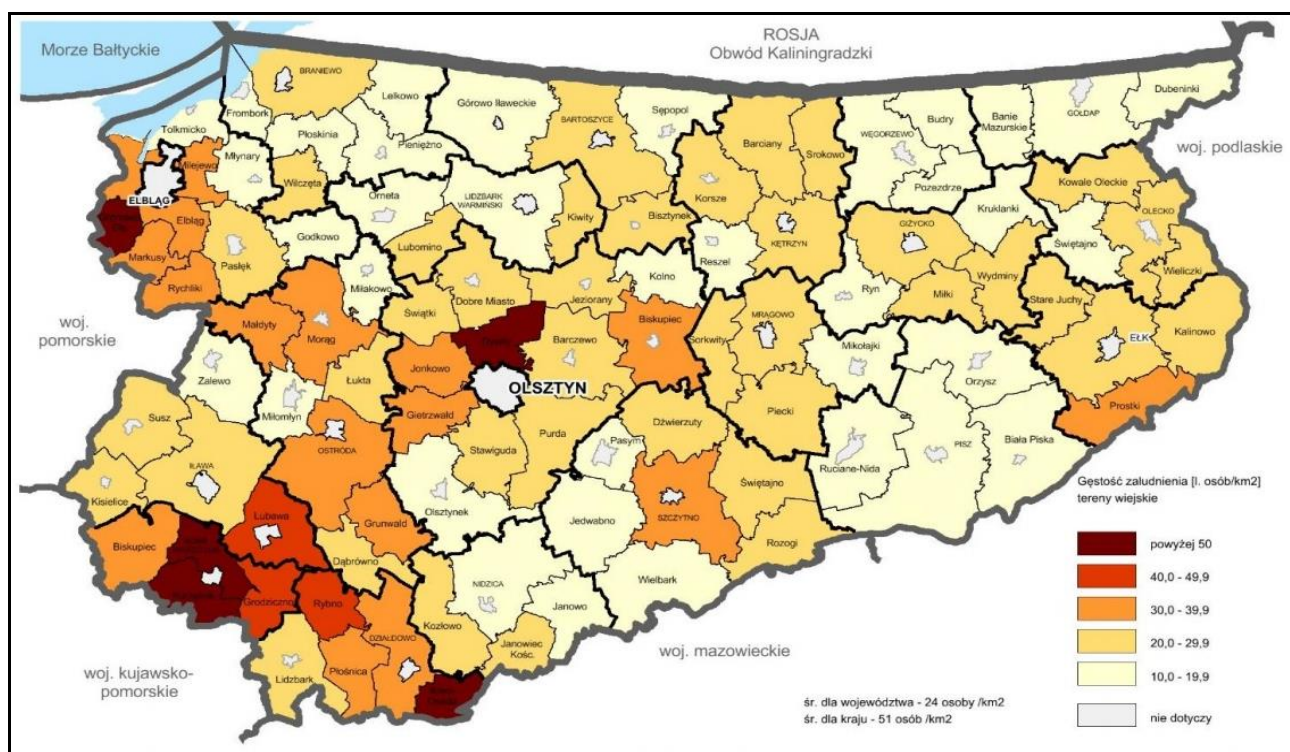 Morze Bałtyckie
ROSJA
Obwód Kaliningradzki
BRANIEWO
Lelkowo
Frombork
Górowo Iławeckie
Sępopol
BARTOSZYCE
Tolkmicko
Płoskinia
Pieniężno
Młynary
Milejewo
Wilczęta
Barciany
Srokowo
WĘGORZEWO
Budry
Banie
Mazurskie
GOŁDAP
Dubeninki
woj. podlaskie
Pozezdrze
ELBLĄG
Elbląg
Orneta
LIDZBARK
WARMIŃSKI
Kiwity
Bisztynek
Korsze
KĘTRZYN
Kruklanki
Kowale Oleckie
OLECKO
Świętajno
Wieliczki
Markusy
Pasłęk
Godkowo
Lubomino
Rychliki
Miłakowo
Reszel
GIŻYCKO
Wydminy
Kolno
Ryn
Miłki
Stare Juchy
Kalinowo
EŁK
woj.
pomorskie
Małdyty
Morąg
Świątki
Dobre Miasto
Jeziorany
Biskupiec
Sorkwity
MRĄGOWO
Mikołajki
Orzysz
Zalewo
Miłomłyn
Łukta
Jonkowo
Barczewo
OLSZTYN
Prostki
Susz
Gietrzwałd
OSTRÓDA
Stawiguda
Purda
Pasym
Dźwierzuty
Piecki
Ruciane-Nida
PISZ
Biała Piska
IŁAWA
Kisielice
Olsztynek
SZCZYTNO
Świętajno
Lubawa
Grunwald
Jedwabno
Rozogi
Biskupiec
Dąbrówno
Wielbark
Grodziczno
Rybno
NIDZICA
Janowo
DZIAŁDOWO
Kozłowo
Janowiec
Kośc.
Płośnica
Lidzbark
woj. kujawsko-
pomorskie
woj. mazowieckie
Gęstość zaludnienia [l. osób/km2]
tereny wiejskie
powyżej 50
40,0 - 49,9
30,0 - 39,9
20,0 - 29,9
10,0 - 19,9
nie dotyczy
śr. dla województwa - 24 osoby /km2
śr. dla kraju - 51 osób /km2